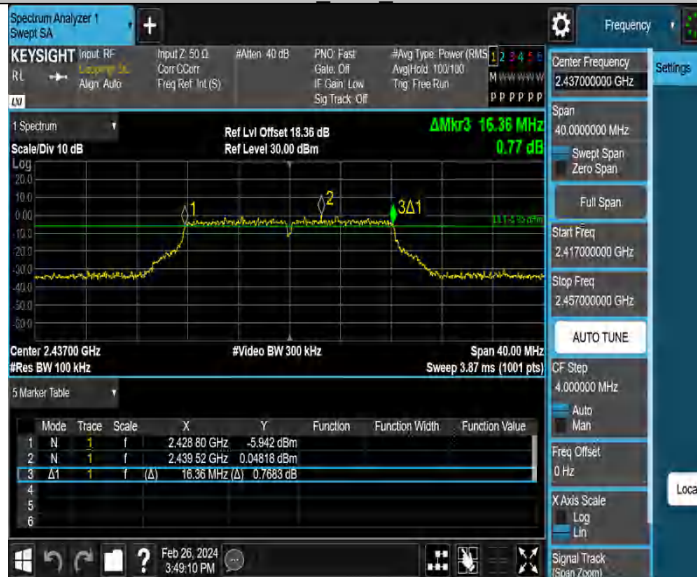 Spectrum Analyzer 1
Swept SA
+
Frequency
KEYSIGHT Input: RF
RL
Align: Auto
Input Z: 50 Ω
Corr CCorr
Freq Ref: Int (S)
#Atten: 40 dB
PNO: Fast
Gate: Off
IF Gain: Low
Sig Track: Off
#Avg Type: Power (RMS)
Avg|Hold: 100/100
Trig: Free Run
1 2 3 4 5 6
M W W W W W
P P P P P P
Settings
Center Frequency
2.437000000 GHz
Span
40.0000000 MHz
Swept Span
Zero Span
Full Span
Start Freq
2.417000000 GHz
Stop Freq
2.457000000 GHz
AUTO TUNE
CF Step
4.000000 MHz
Auto
Man
Freq Offset
0 Hz
X Axis Scale
Log
Lin
Signal Track
(Span Zoom)
Loca
LXI
1 Spectrum
Scale/Div 10 dB
Ref Lvl Offset 18.36 dB
Ref Level 30.00 dBm
ΔMkr3 16.36 MHz
0.77 dB
Log
20.0
10.0
0.00
-10.0
-20.0
-30.0
-40.0
-50.0
-60.0
1
2
3Δ1
Center 2.43700 GHz
#Res BW 100 kHz
#Video BW 300 kHz
Span 40.00 MHz
Sweep 3.87 ms (1001 pts)
5 Marker Table
Mode Trace Scale X Y Function Function Width Function Value
1 N 1 f 2.428 80 GHz -5.942 dBm
2 N 1 f 2.439 52 GHz 0.04818 dBm
3 Δ1 1 f (Δ) 16.36 MHz (Δ) 0.7683 dB
4
5
6
?
Feb 26, 2024
3:49:10 PM